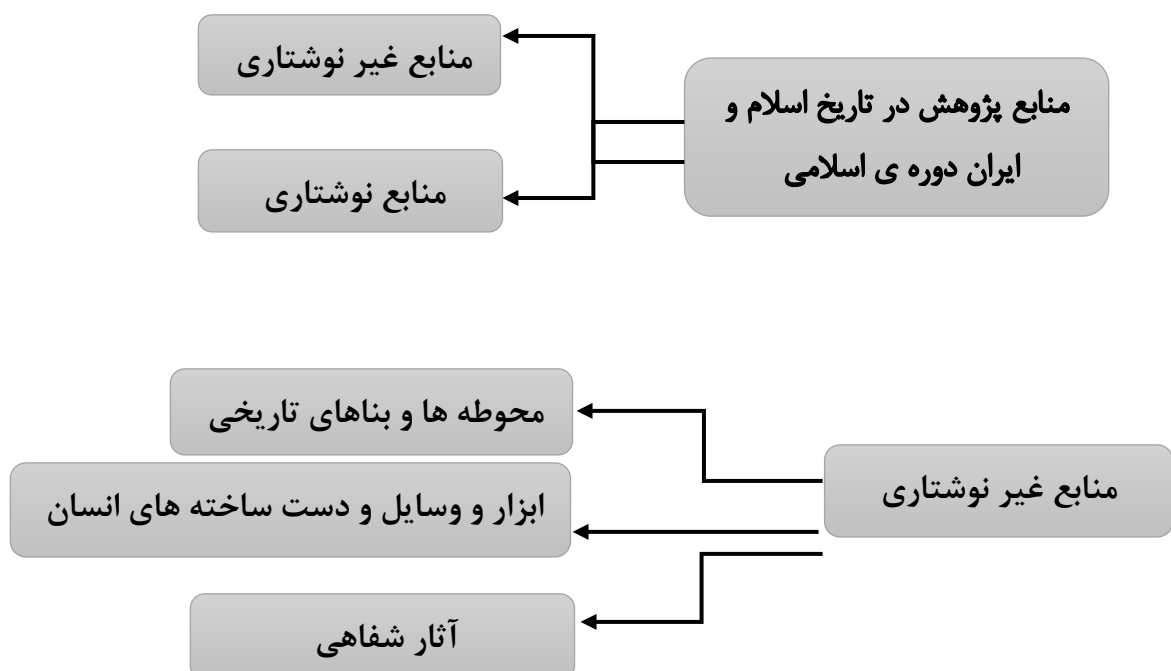 منابع پژوهش در تاریخ اسلام و
ایران دوره ی اسلامی
منابع غیر نوشتاری
منابع نوشتاری
منابع غیر نوشتاری
محوطه ها و بناهای تاریخی
ابزار و وسایل و دست ساخته های انسان
آثار شفاهی